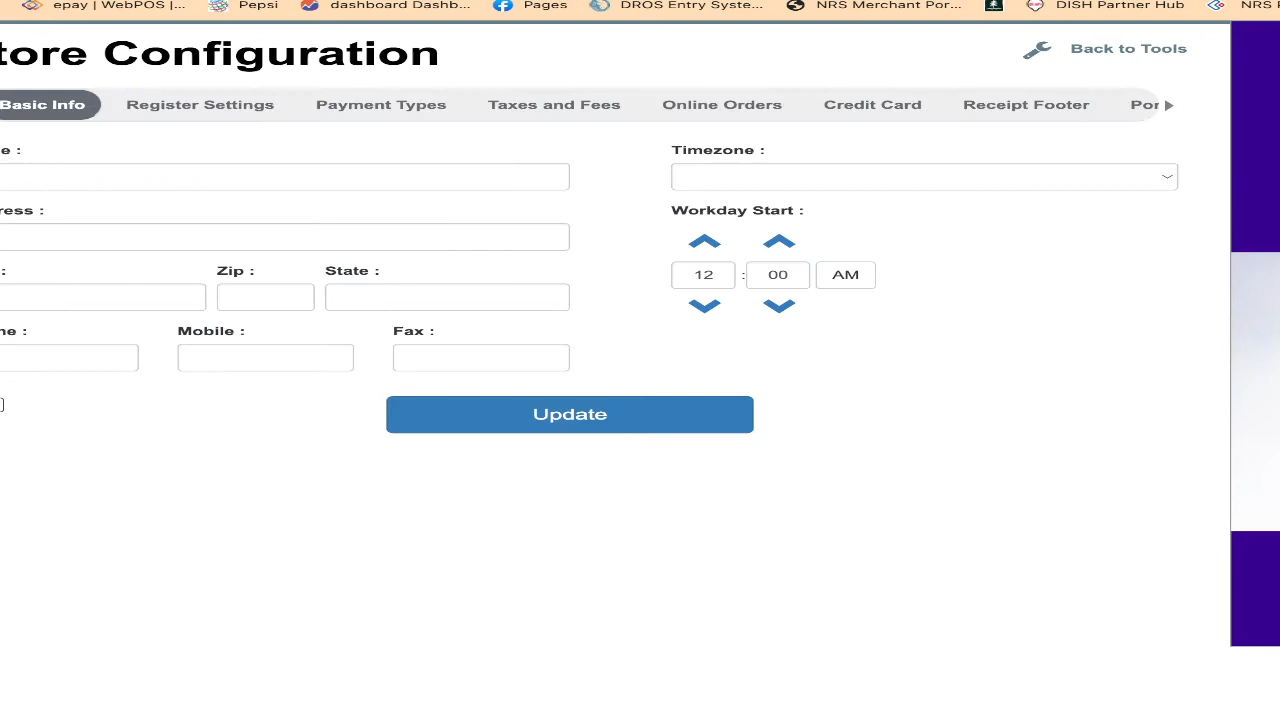 epay | WebPOS |... Pepsi dashboard Dashb... Pages DROS Entry Syste... NRS Merchant Por... DISH Partner Hub NRS
tore Configuration
Back to Tools
Basic Info Register Settings Payment Types Taxes and Fees Online Orders Credit Card Receipt Footer Por
e : Timezone :
ress : Workday Start :
: Zip : State :
12 : 00 AM
ne : Mobile : Fax :
Update